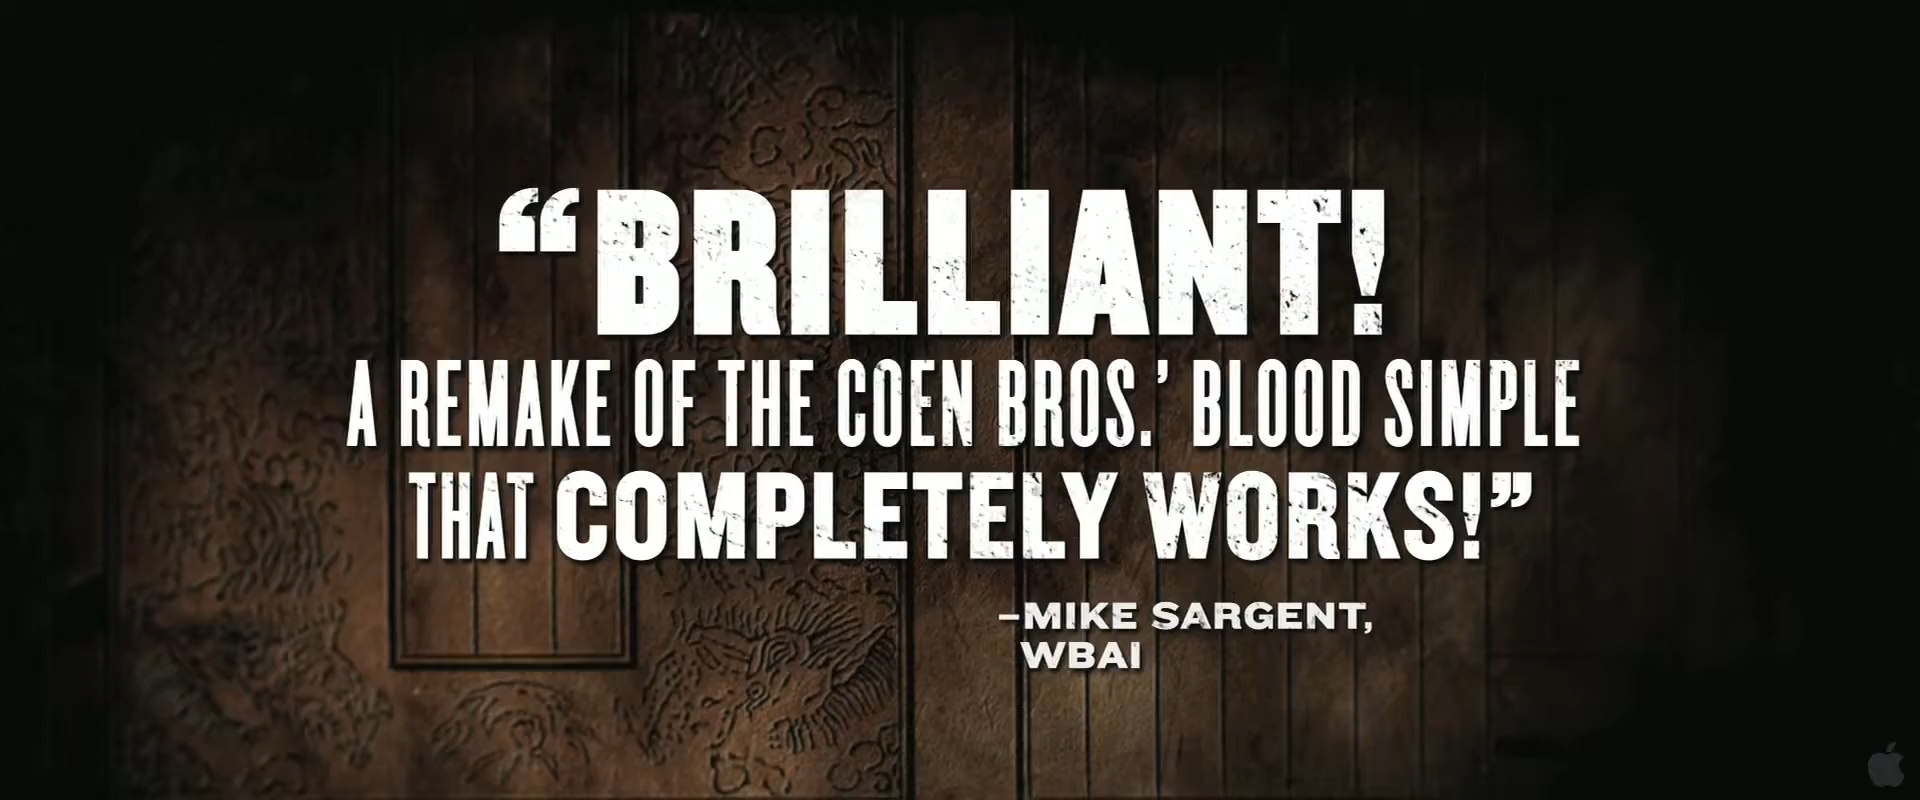 “BRILLIANT!
A REMAKE OF THE COEN BROS.’ BLOOD SIMPLE
THAT COMPLETELY WORKS!”
–MIKE SARGENT,
WBAI